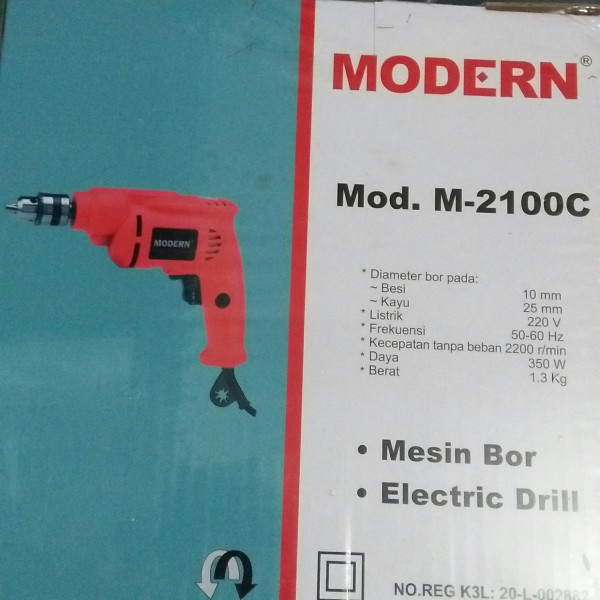 MODERN®
Mod. M-2100C
MODERN
* Diameter bor pada:
~ Besi 10 mm
~ Kayu 25 mm
* Listrik 220 V
* Frekuensi 50-60 Hz
* Kecepatan tanpa beban 2200 r/min
* Daya 350 W
* Berat 1.3 Kg
• Mesin Bor
• Electric Drill
NO.REG K3L: 20-L-002882